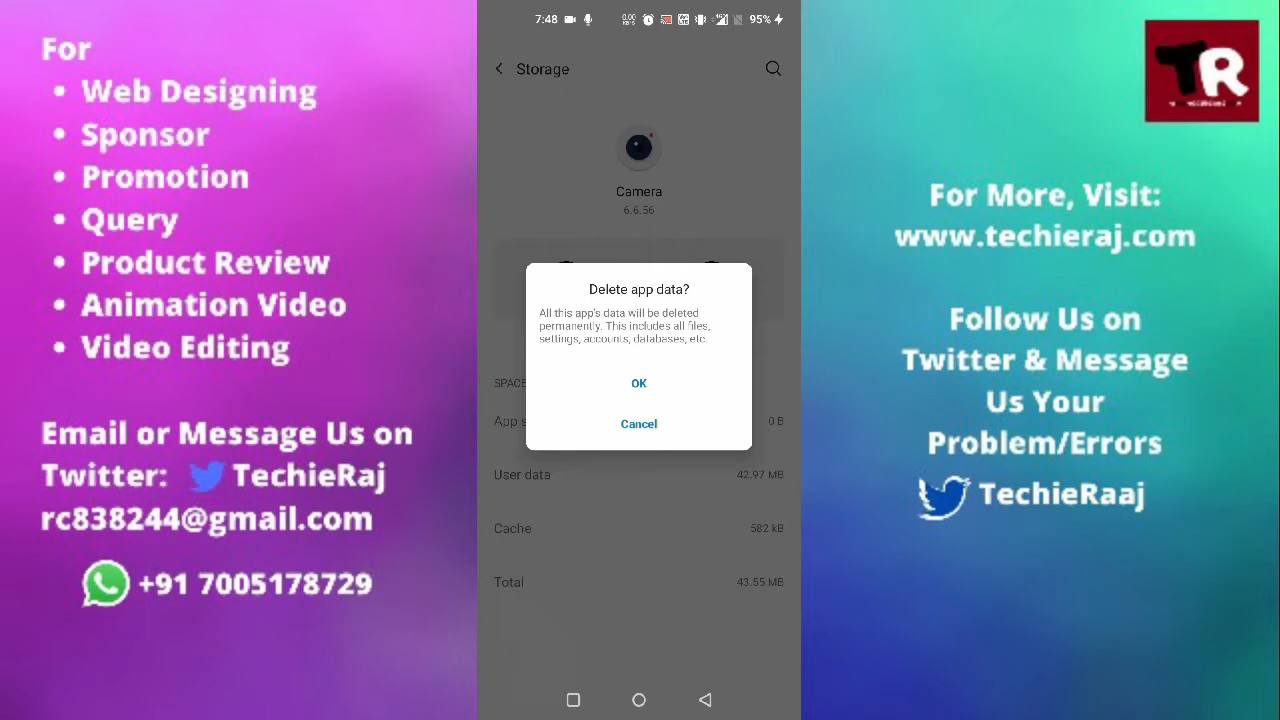 For
• Web Designing
• Sponsor
• Promotion
• Query
• Product Review
• Animation Video
• Video Editing
Email or Message Us on
Twitter: TechieRaj
rc838244@gmail.com
+91 7005178729
7:48
0.00 KB/S
95%
Storage
Camera
6.6.56
Delete app data?
All this app's data will be deleted
permanently. This includes all files,
settings, accounts, databases, etc.
OK
Cancel
SPACE
App s 0 B
User data 42.97 MB
Cache 582 kB
Total 43.55 MB
TR
For More, Visit:
www.techieraj.com
Follow Us on
Twitter & Message
Us Your
Problem/Errors
TechieRaaj